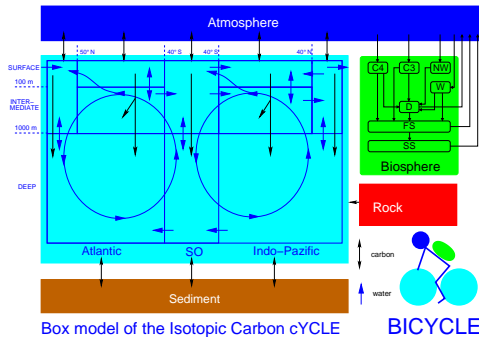 Atmosphere
50° N
40° S
40° S
40° N
SURFACE
100 m
INTER−
MEDIATE
1000 m
DEEP
C4
C3
NW
W
D
FS
SS
Biosphere
Rock
Atlantic
SO
Indo−Pazific
carbon
Sediment
water
Box model of the Isotopic Carbon cYCLE
BICYCLE